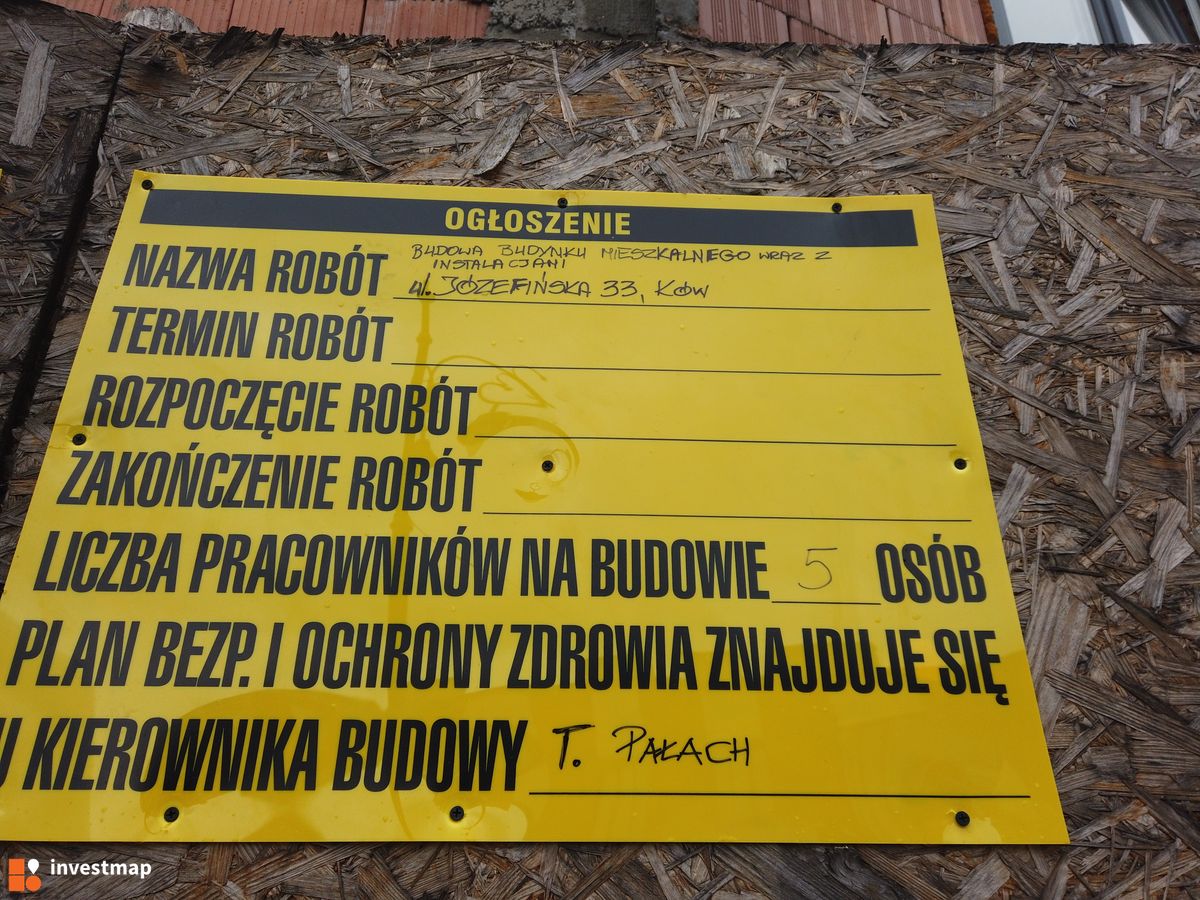 OGŁOSZENIE
NAZWA ROBÓT BUDOWA BUDYNKU MIESZKALNEGO WRAZ Z
INSTALACJAMI
ul. JÓZEFIŃSKA 33, KÓW
TERMIN ROBÓT
ROZPOCZĘCIE ROBÓT
ZAKOŃCZENIE ROBÓT
LICZBA PRACOWNIKÓW NA BUDOWIE 5 OSÓB
PLAN BEZP. I OCHRONY ZDROWIA ZNAJDUJE SIĘ
U KIEROWNIKA BUDOWY T. PAŁACH
investmap